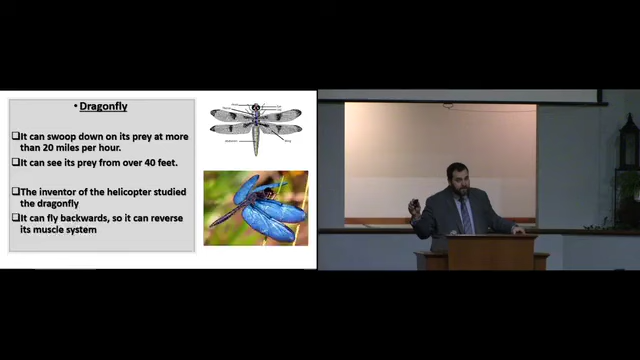 • Dragonfly
❑It can swoop down on its prey at more
than 20 miles per hour.
❑It can see its prey from over 40 feet.
❑The inventor of the helicopter studied
the dragonfly
❑It can fly backwards, so it can reverse
its muscle system